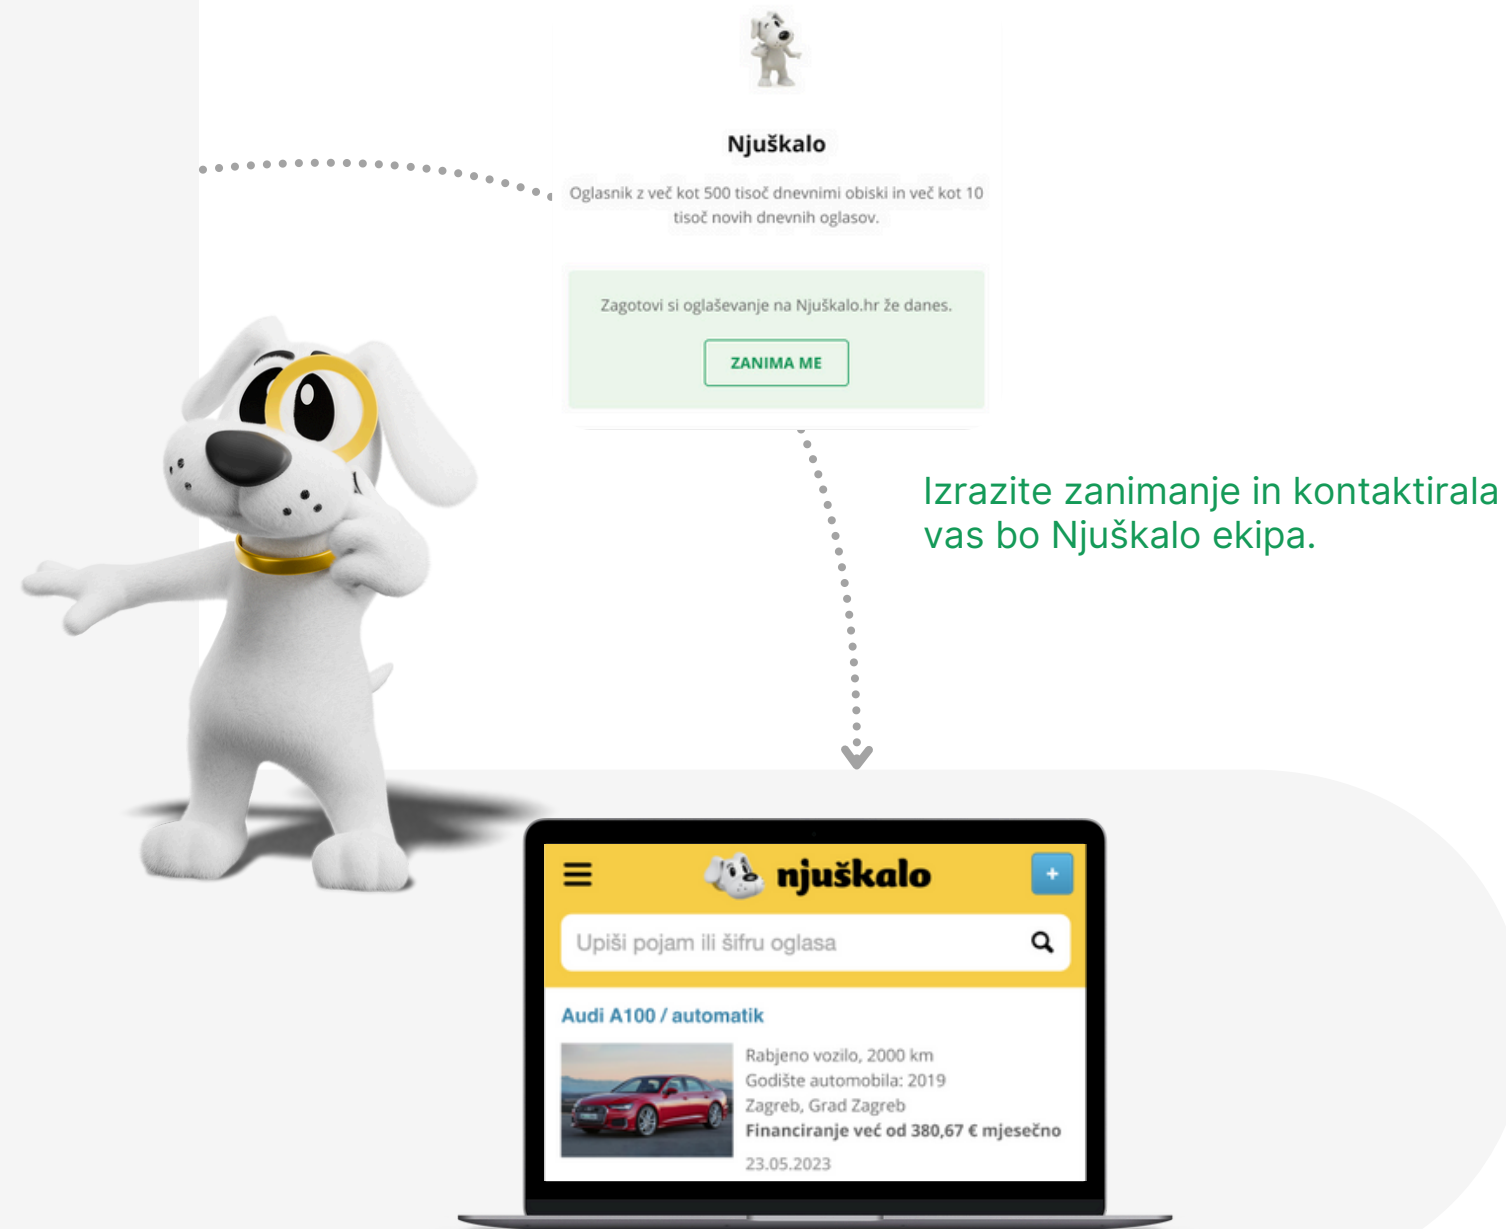 Njuškalo
Oglasnik z več kot 500 tisoč dnevnimi obiski in več kot 10
tisoč novih dnevnih oglasov.
Zagotovi si oglaševanje na Njuškalo.hr že danes.
ZANIMA ME
Izrazite zanimanje in kontaktirala
vas bo Njuškalo ekipa.
njuškalo
+
Upiši pojam ili šifru oglasa
Audi A100 / automatik
Rabjeno vozilo, 2000 km
Godište automobila: 2019
Zagreb, Grad Zagreb
Financiranje već od 380,67 € mjesečno
23.05.2023